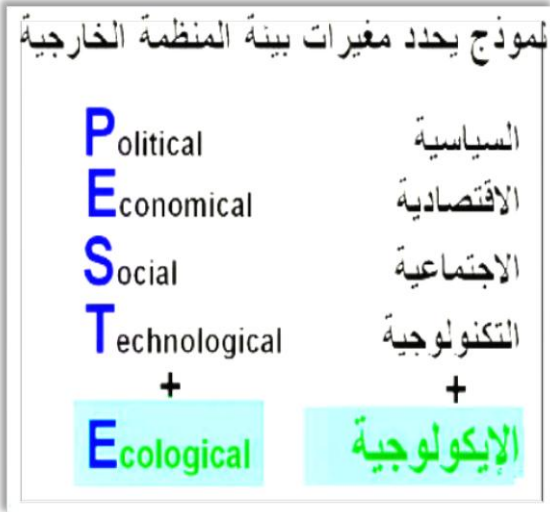 نموذج يحدد مغيرات بيئة المنظمة الخارجية
Political السياسية
Economical الاقتصادية
Social الاجتماعية
Technological التكنولوجية
+ +
Ecological الإيكولوجية